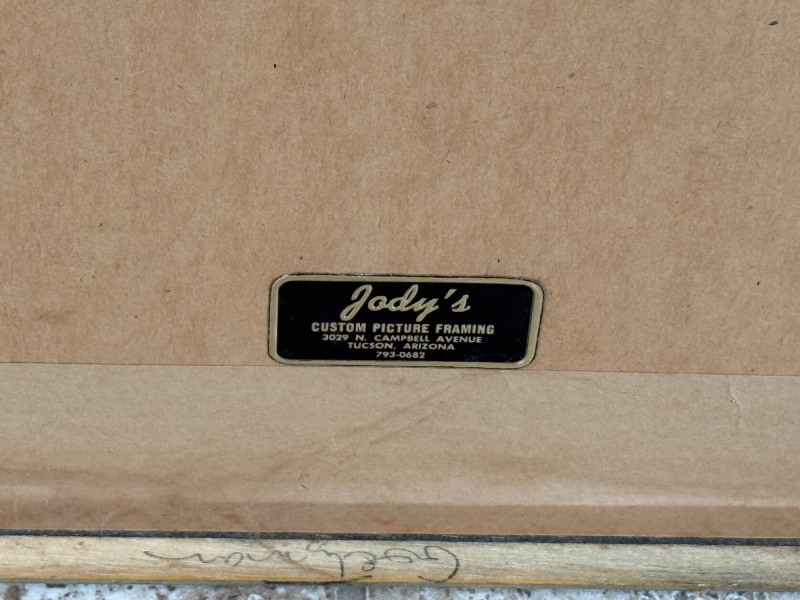 Jody's
CUSTOM PICTURE FRAMING
3029 N. CAMPBELL AVENUE
TUCSON, ARIZONA
793-0682